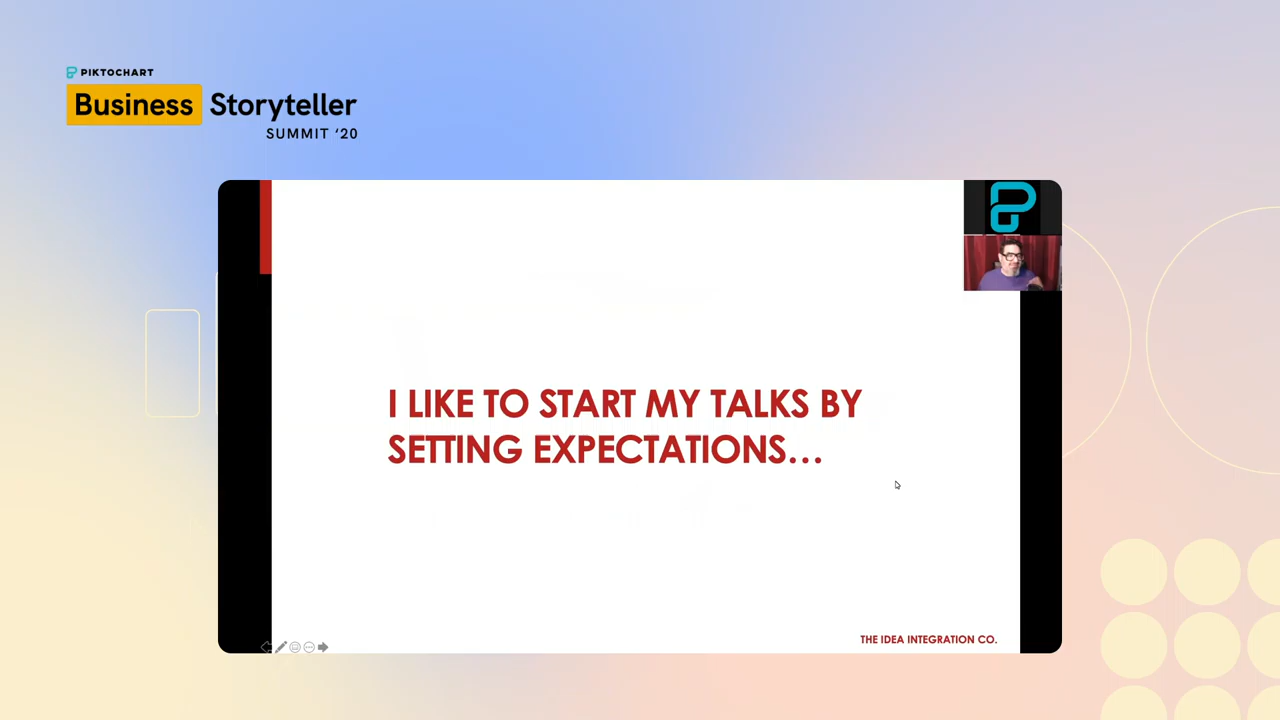 PIKTOCHART
Business Storyteller
SUMMIT ‘20
I LIKE TO START MY TALKS BY
SETTING EXPECTATIONS...
THE IDEA INTEGRATION CO.